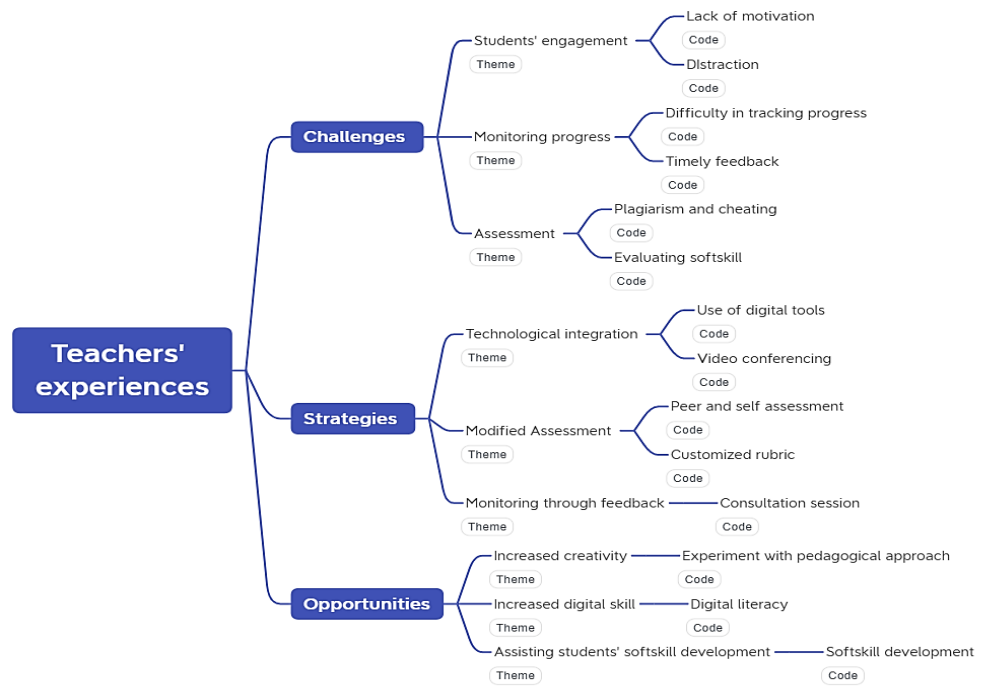 Teachers'
experiences
Challenges
Students' engagement
Theme
Lack of motivation
Code
DIstraction
Code
Monitoring progress
Theme
Difficulty in tracking progress
Code
Timely feedback
Code
Assessment
Theme
Plagiarism and cheating
Code
Evaluating softskill
Code
Strategies
Technological integration
Theme
Use of digital tools
Code
Video conferencing
Code
Modified Assessment
Theme
Peer and self assessment
Code
Customized rubric
Code
Monitoring through feedback
Theme
Consultation session
Code
Opportunities
Increased creativity
Theme
Experiment with pedagogical approach
Code
Increased digital skill
Theme
Digital literacy
Code
Assisting students' softskill development
Theme
Softskill development
Code